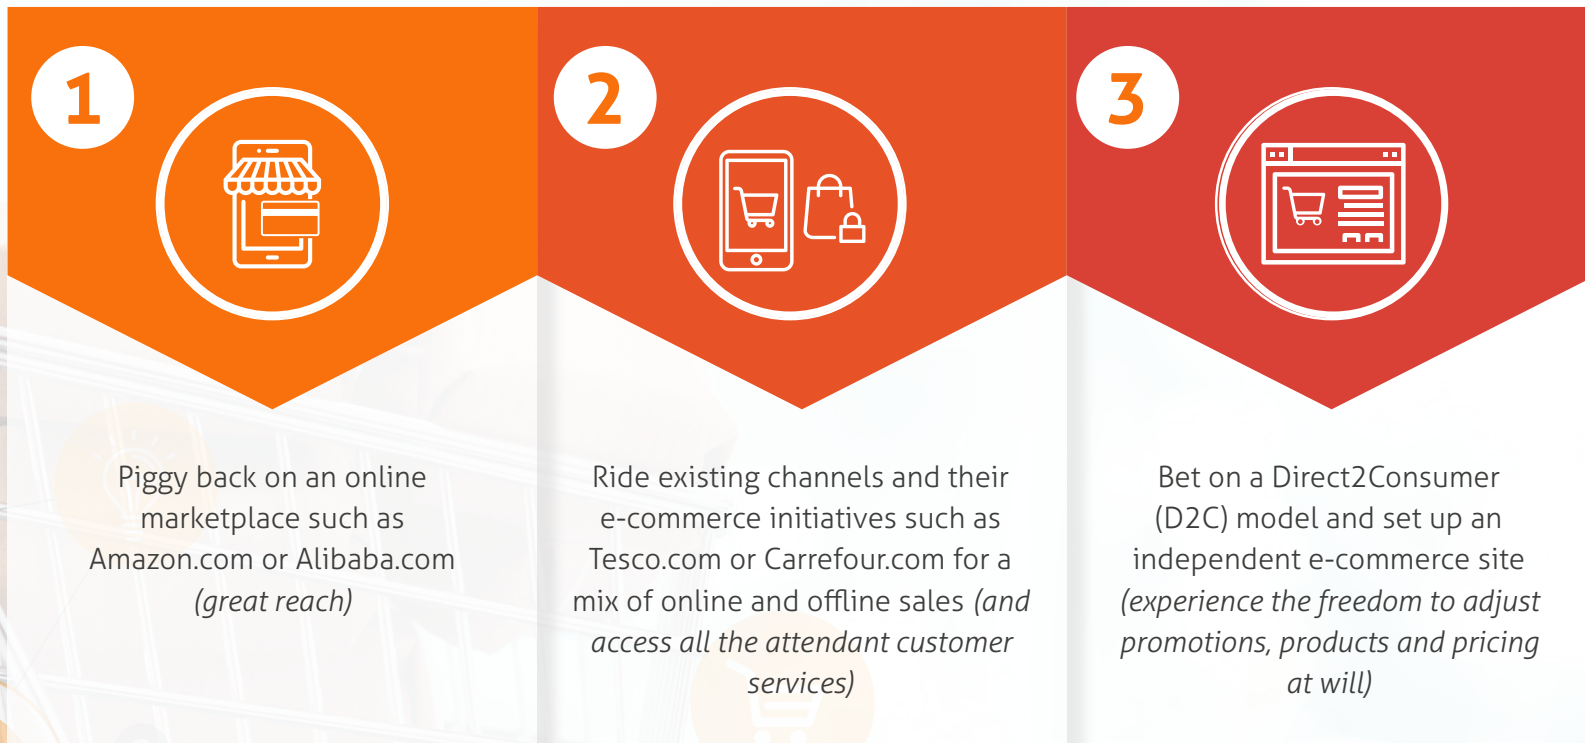 1
Piggy back on an online
marketplace such as
Amazon.com or Alibaba.com
(great reach)
2
Ride existing channels and their
e-commerce initiatives such as
Tesco.com or Carrefour.com for a
mix of online and offline sales (and
access all the attendant customer
services)
3
Bet on a Direct2Consumer
(D2C) model and set up an
independent e-commerce site
(experience the freedom to adjust
promotions, products and pricing
at will)